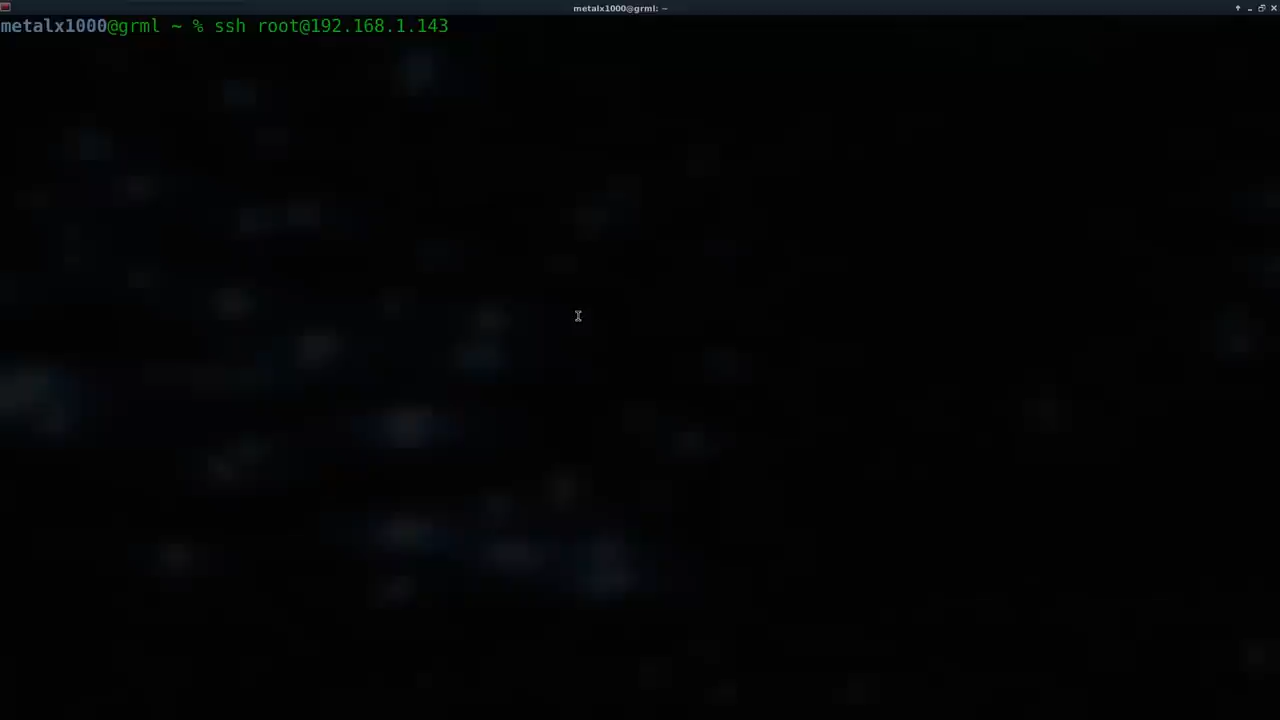 metalx1000@grml: ~
metalx1000@grml ~ % ssh root@192.168.1.143